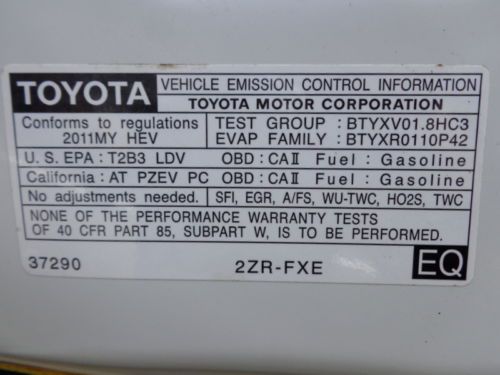 TOYOTA VEHICLE EMISSION CONTROL INFORMATION
TOYOTA MOTOR CORPORATION
Conforms to regulations
2011MY HEV
TEST GROUP : BTYXV01.8HC3
EVAP FAMILY : BTYXR0110P42
U.S. EPA : T2B3 LDV OBD : CAⅡ Fuel : Gasoline
California : AT PZEV PC OBD : CAⅡ Fuel : Gasoline
No adjustments needed. SFI, EGR, A/FS, WU-TWC, HO2S, TWC
NONE OF THE PERFORMANCE WARRANTY TESTS
OF 40 CFR PART 85, SUBPART W, IS TO BE PERFORMED.
37290 2ZR-FXE EQ